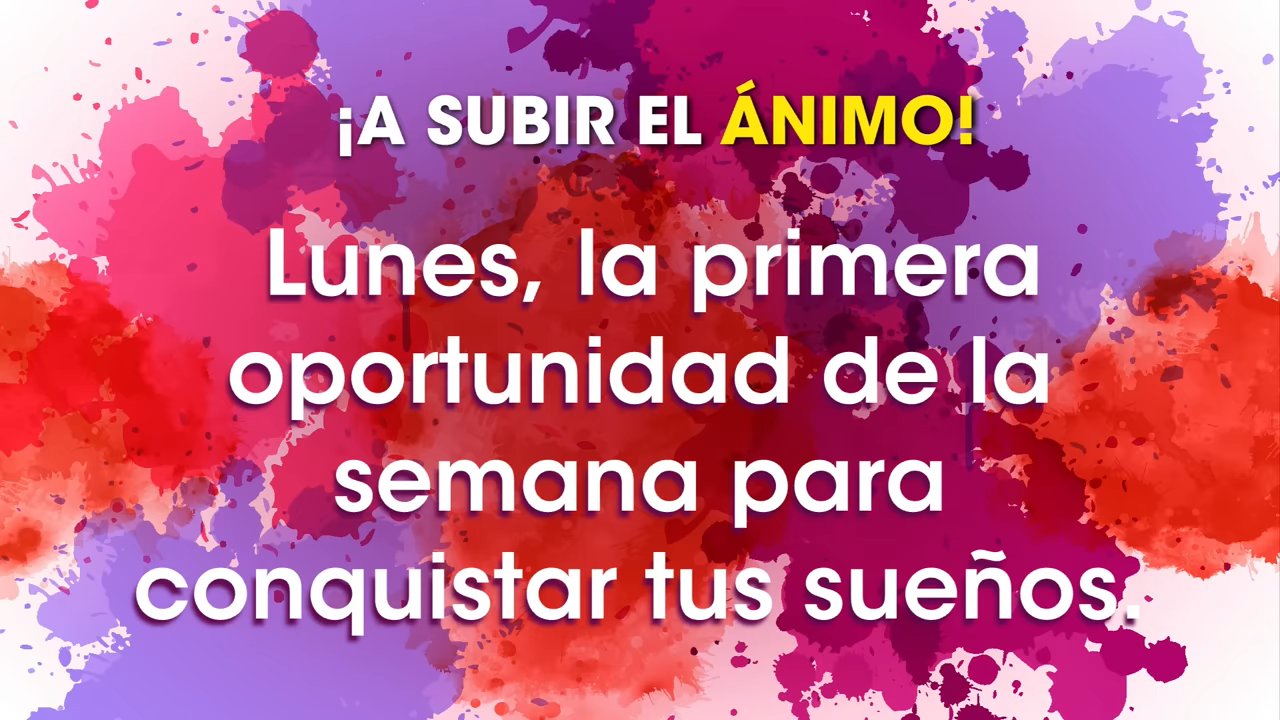 ¡A SUBIR EL ÁNIMO!
Lunes, la primera
oportunidad de la
semana para
conquistar tus sueños.